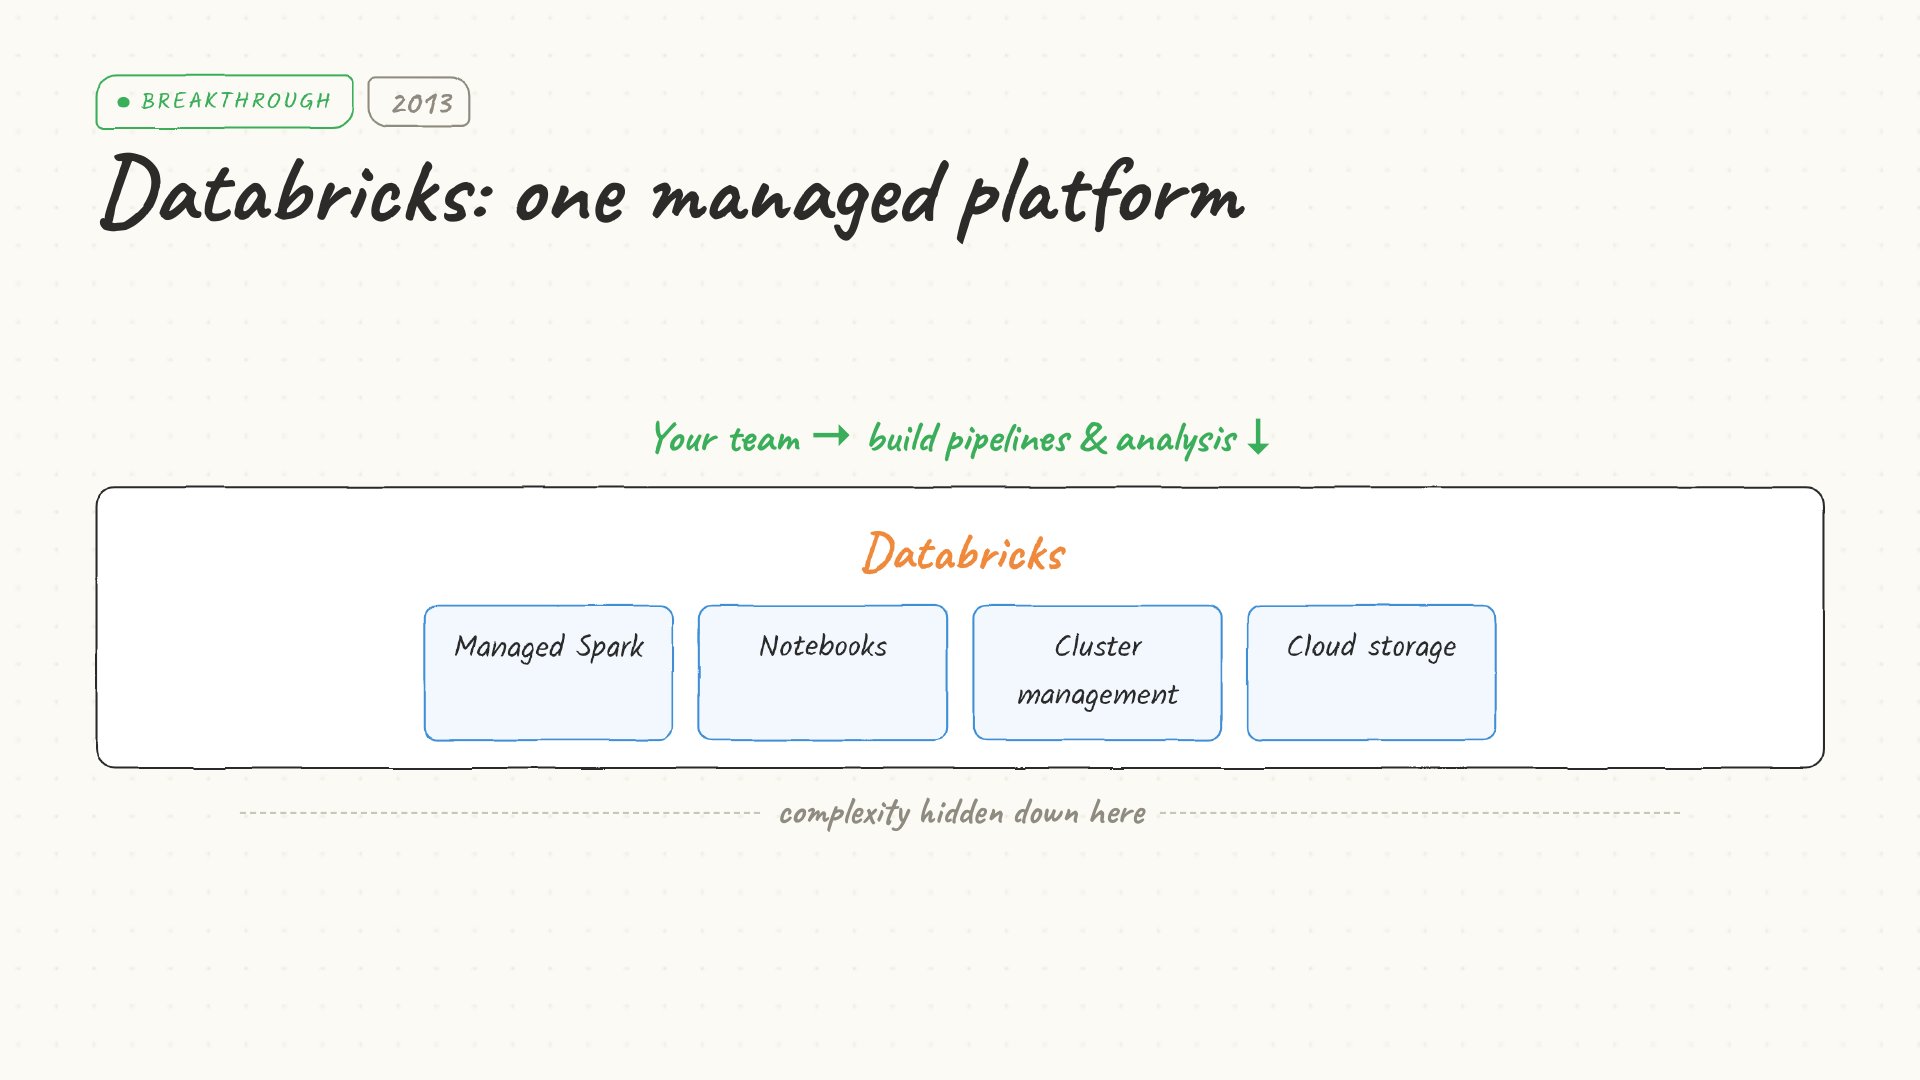 BREAKTHROUGH
2013
Databricks: one managed platform
Your team → build pipelines & analysis ↓
Databricks
Managed Spark
Notebooks
Cluster
management
Cloud storage
complexity hidden down here